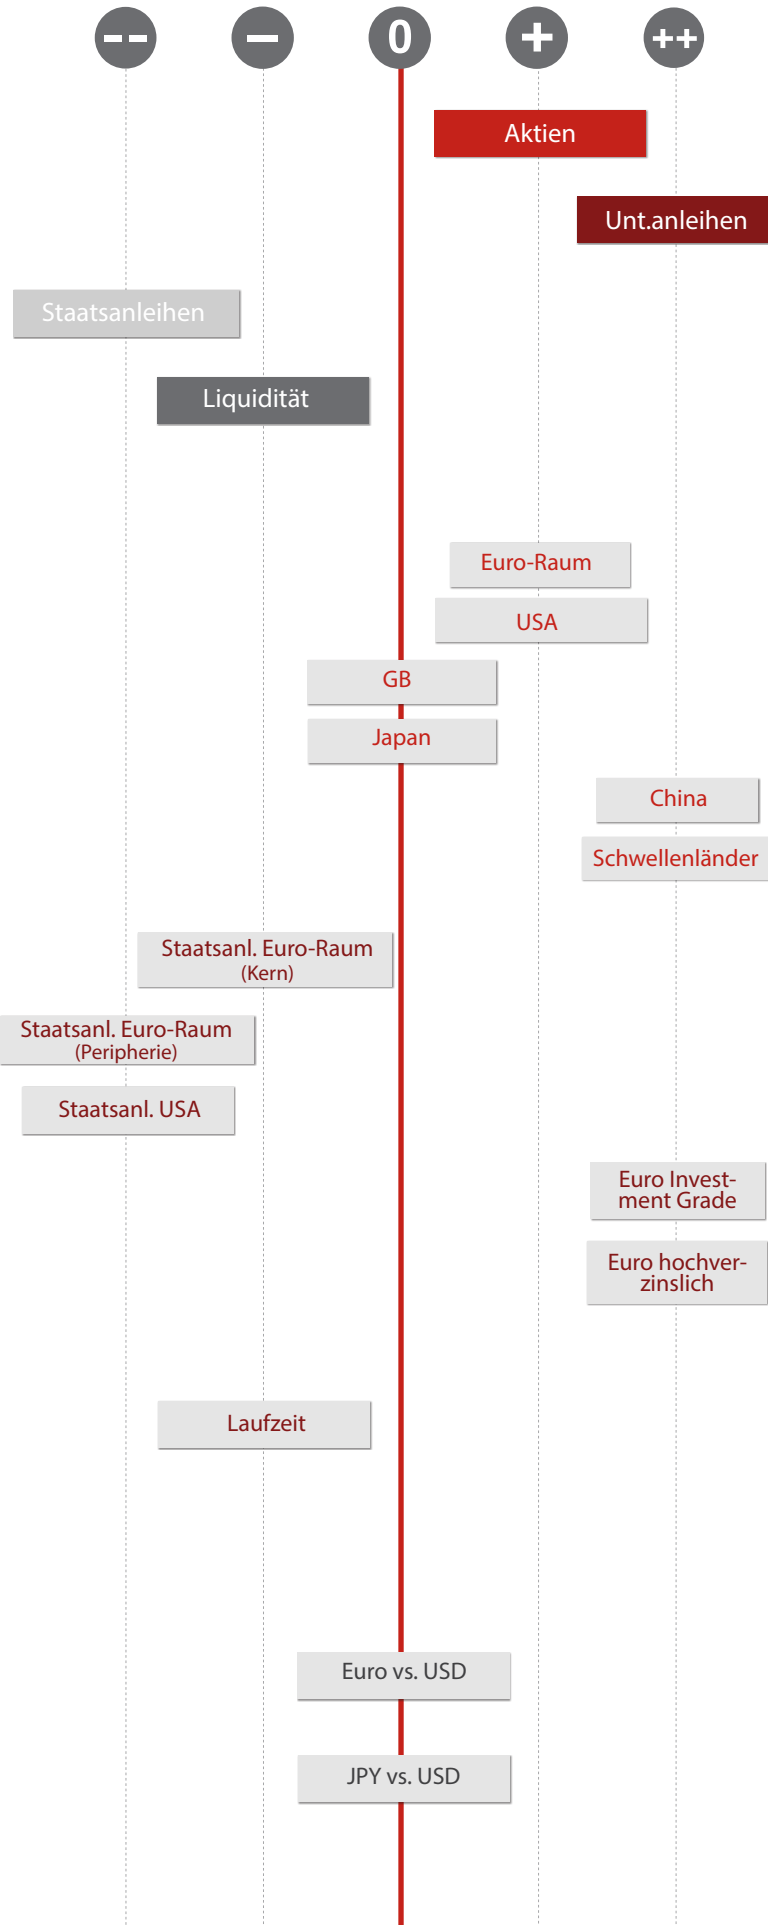 -- - 0 + ++
Aktien
Unt.anleihen
Staatsanleihen
Liquidität
Euro-Raum
USA
GB
Japan
China
Schwellenländer
Staatsanl. Euro-Raum
(Kern)
Staatsanl. Euro-Raum
(Peripherie)
Staatsanl. USA
Euro Invest-
ment Grade
Euro hochver-
zinslich
Laufzeit
Euro vs. USD
JPY vs. USD